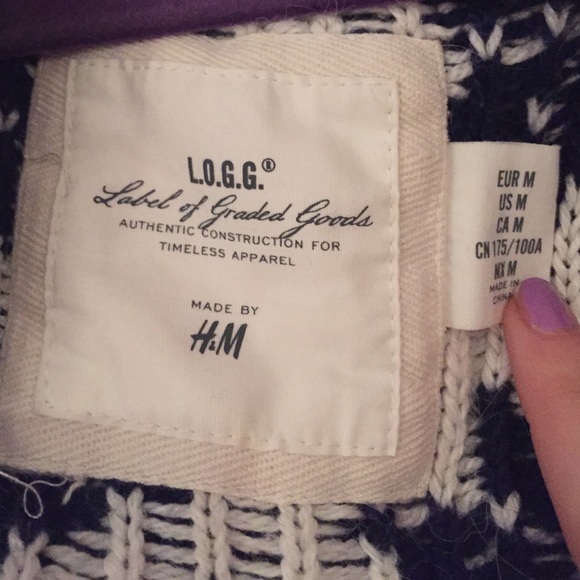 L.O.G.G.®
Label of Graded Goods
AUTHENTIC CONSTRUCTION FOR
TIMELESS APPAREL
MADE BY
H&M
EUR M
US M
CA M
CN 175/100A
MX M
MADE IN
CHINA